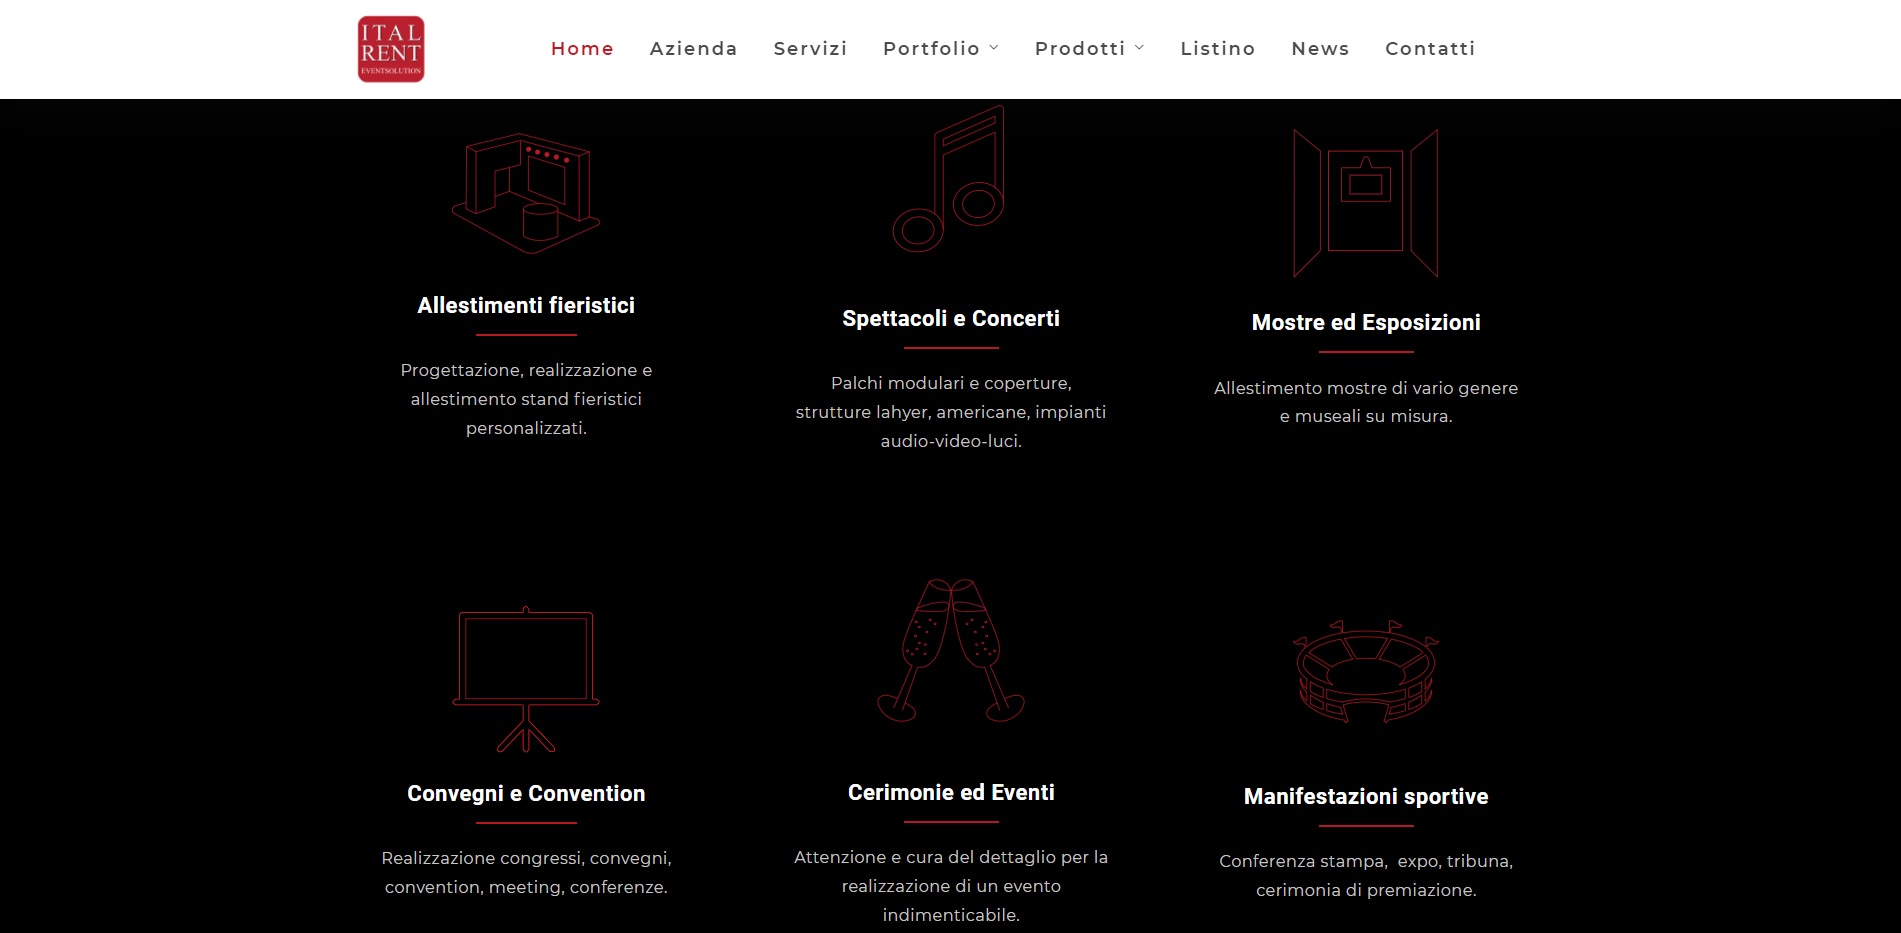 ITAL
RENT
EVENTSOLUTION
Home Azienda Servizi Portfolio Prodotti Listino News Contatti
Allestimenti fieristici
Progettazione, realizzazione e
allestimento stand fieristici
personalizzati.
Spettacoli e Concerti
Palchi modulari e coperture,
strutture lahyer, americane, impianti
audio-video-luci.
Mostre ed Esposizioni
Allestimento mostre di vario genere
e museali su misura.
Convegni e Convention
Realizzazione congressi, convegni,
convention, meeting, conferenze.
Cerimonie ed Eventi
Attenzione e cura del dettaglio per la
realizzazione di un evento
indimenticabile.
Manifestazioni sportive
Conferenza stampa,  expo, tribuna,
cerimonia di premiazione.